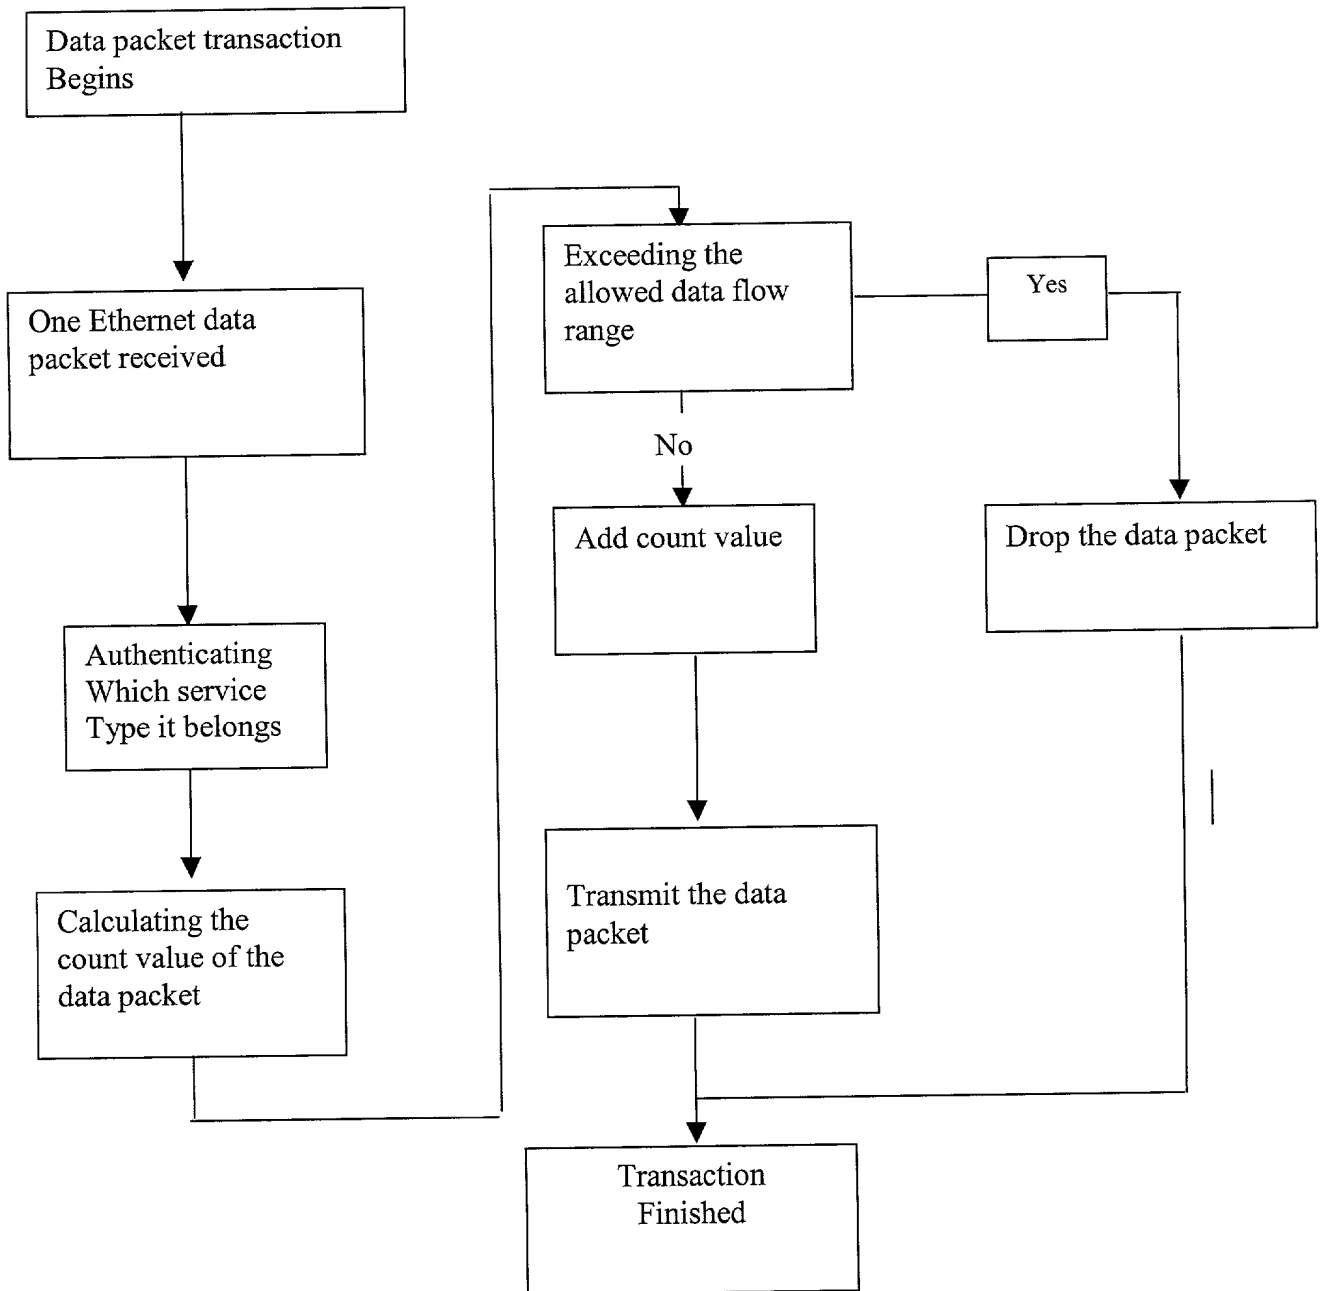 Data packet transaction
Begins
One Ethernet data
packet received
Authenticating
Which service
Type it belongs
Calculating the
count value of the
data packet
Exceeding the
allowed data flow
range
Yes
No
Add count value
Drop the data packet
Transmit the data
packet
Transaction
Finished